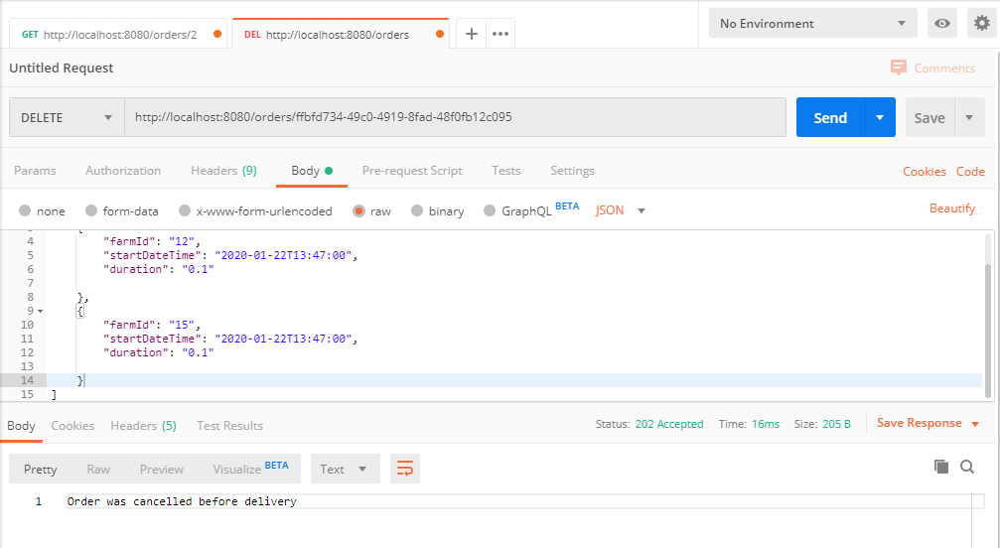 GET http://localhost:8080/orders/2
DEL http://localhost:8080/orders
No Environment
Untitled Request
Comments
DELETE
http://localhost:8080/orders/ffbfd734-49c0-4919-8fad-48f0fb12c095
Send
Save
Params Authorization Headers (9) Body Pre-request Script Tests Settings
Cookies Code
none form-data x-www-form-urlencoded raw binary GraphQL BETA JSON
Beautify
4 "farmId": "12",
5 "startDateTime": "2020-01-22T13:47:00",
6 "duration": "0.1"
7
8 },
9 {
10 "farmId": "15",
11 "startDateTime": "2020-01-22T13:47:00",
12 "duration": "0.1"
13
14 }
15 ]
Body Cookies Headers (5) Test Results
Status: 202 Accepted Time: 16ms Size: 205 B
Save Response
Pretty Raw Preview Visualize BETA Text
1 Order was cancelled before delivery